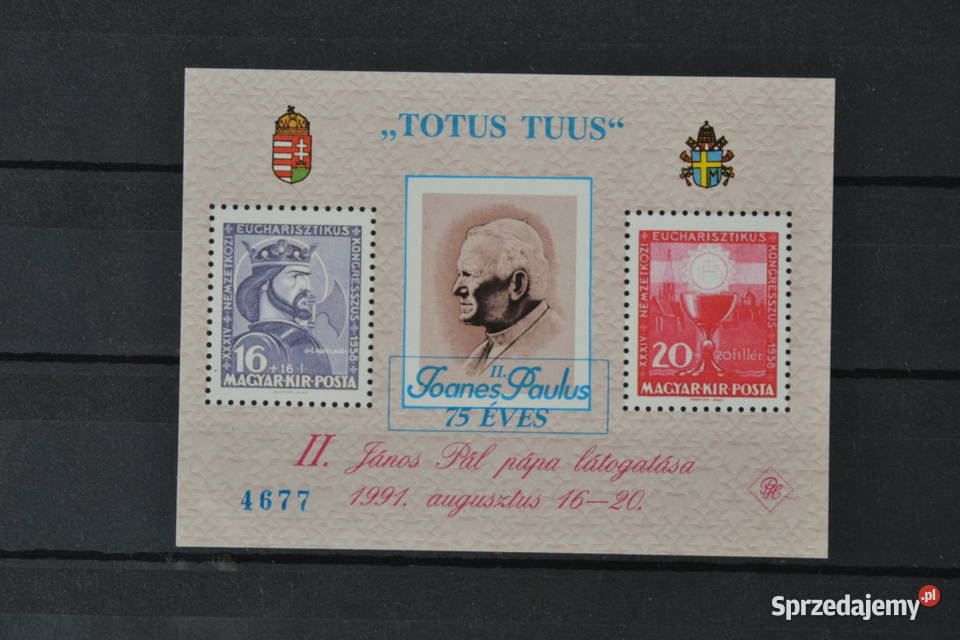 „TOTUS TUUS“
XXXIV NEMZETKÖZI EUCHARISZTIKUS KONGRESSZUS 1938
S·LADISLAUS
16 +16 f.
MAGYAR·KIR·POSTA
II.
Joanes Paulus
75 ÉVES
XXXIV NEMZETKÖZI EUCHARISZTIKUS KONGRESSZUS 1938
20 20 fillér
MAGYAR·KIR·POSTA
II. János Pál pápa látogatása
1991. augusztus 16—20.
4677
Sprzedajemy.pl